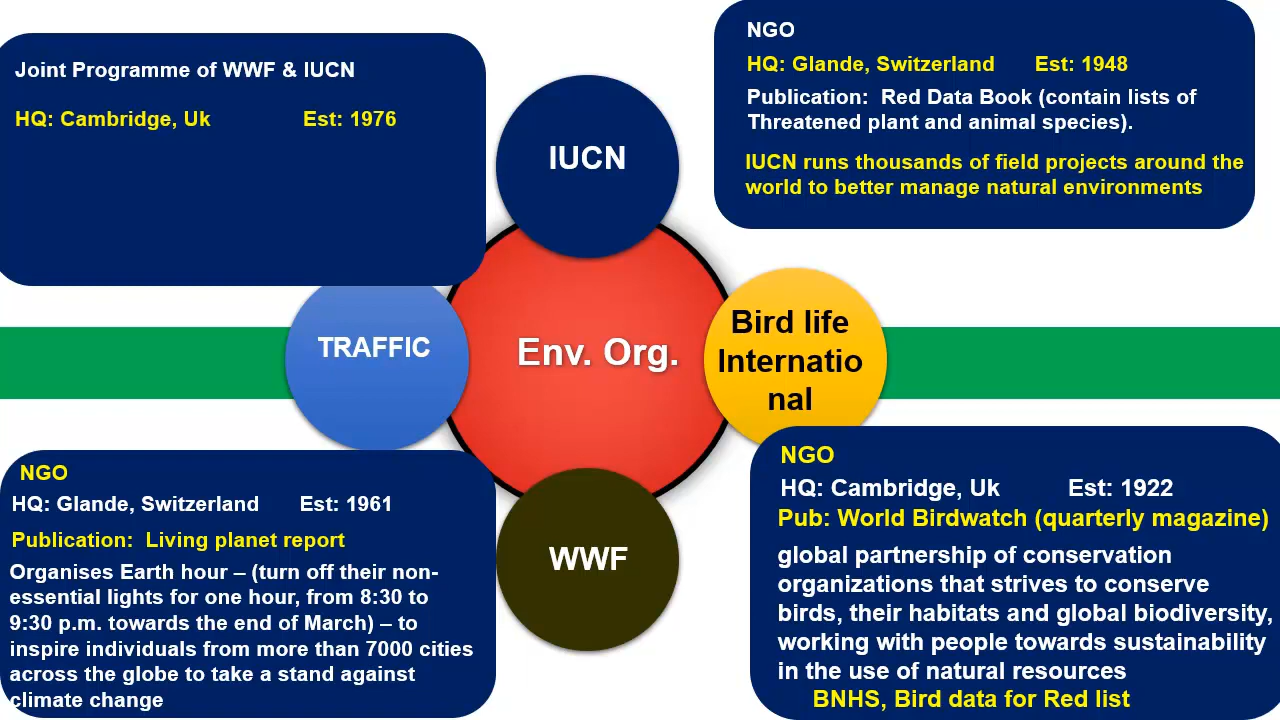 Joint Programme of WWF & IUCN
HQ: Cambridge, Uk Est: 1976
IUCN
NGO
HQ: Glande, Switzerland Est: 1948
Publication: Red Data Book (contain lists of
Threatened plant and animal species).
IUCN runs thousands of field projects around the
world to better manage natural environments
TRAFFIC
Env. Org.
Bird life
Internatio
nal
NGO
HQ: Glande, Switzerland Est: 1961
Publication: Living planet report
Organises Earth hour – (turn off their non-
essential lights for one hour, from 8:30 to
9:30 p.m. towards the end of March) – to
inspire individuals from more than 7000 cities
across the globe to take a stand against
climate change
WWF
NGO
HQ: Cambridge, Uk Est: 1922
Pub: World Birdwatch (quarterly magazine)
global partnership of conservation
organizations that strives to conserve
birds, their habitats and global biodiversity,
working with people towards sustainability
in the use of natural resources
BNHS, Bird data for Red list